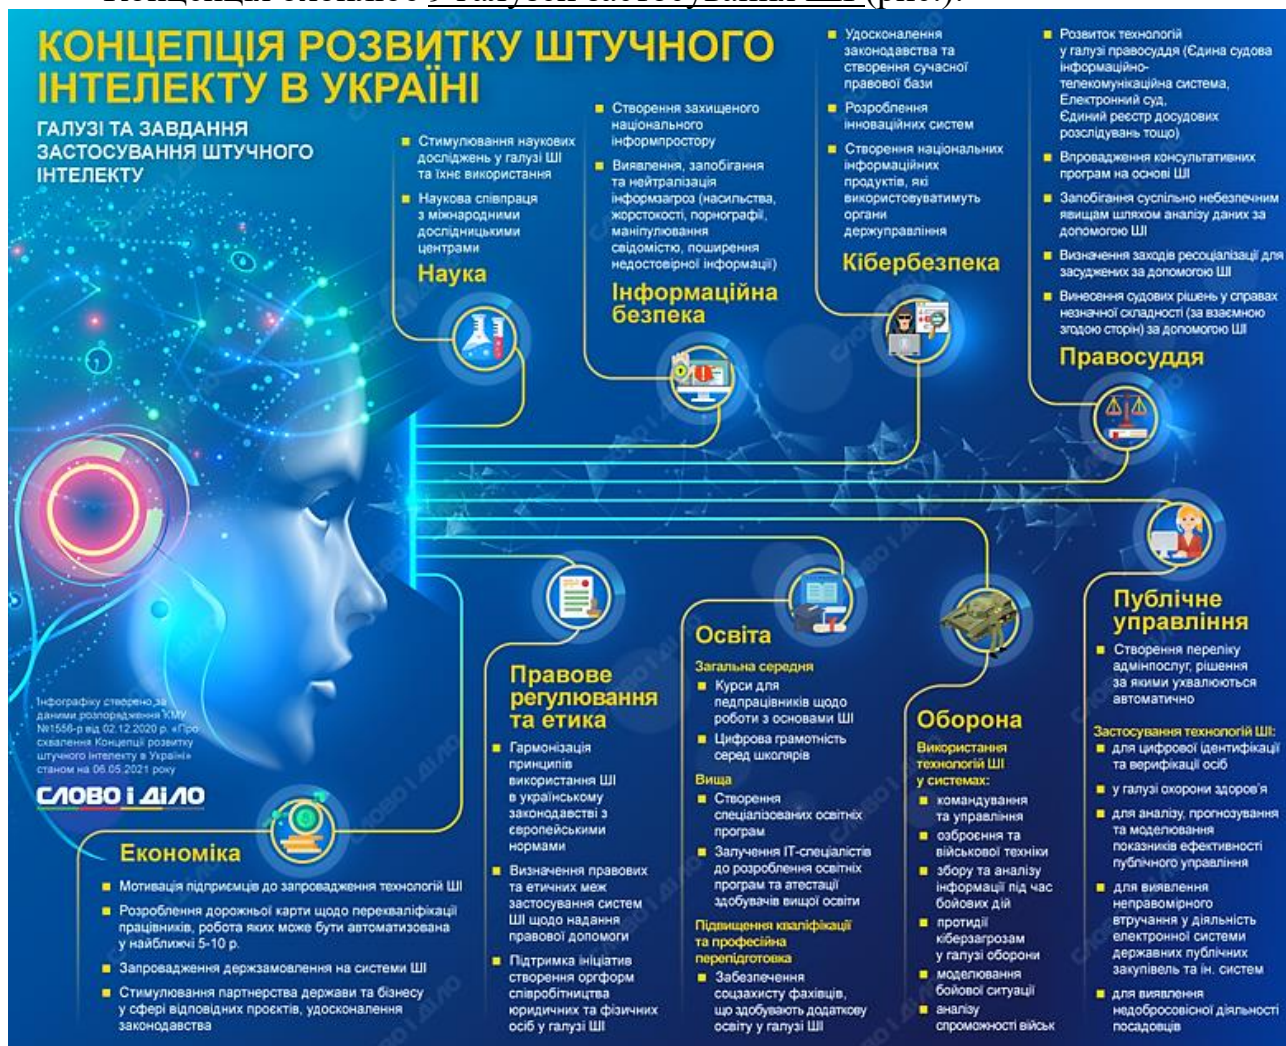 КОНЦЕПЦІЯ РОЗВИТКУ ШТУЧНОГО
ІНТЕЛЕКТУ В УКРАЇНІ
ГАЛУЗІ ТА ЗАВДАННЯ
ЗАСТОСУВАННЯ ШТУЧНОГО
ІНТЕЛЕКТУ
Стимулювання наукових
досліджень у галузі ШІ
та їхнє використання
Наукова співпраця
з міжнародними
дослідницькими
центрами
Наука
Створення захищеного
національного
інформпростору
Виявлення, запобігання
та нейтралізація
інформзагроз (насильства,
жорстокості, порнографії,
маніпулювання
свідомістю, поширення
недостовірної інформації)
Інформаційна
безпека
Удосконалення
законодавства та
створення сучасної
правової бази
Розроблення
інноваційних систем
Створення національних
інформаційних
продуктів, які
використовуватимуть
органи
держуправління
Кібербезпека
Розвиток технологій
у галузі правосуддя (Єдина судова
інформаційно-
телекомунікаційна система,
Електронний суд,
Єдиний реєстр досудових
розслідувань тощо)
Впровадження консультативних
програм на основі ШІ
Запобігання суспільно небезпечним
явищам шляхом аналізу даних за
допомогою ШІ
Визначення заходів ресоціалізації для
засуджених за допомогою ШІ
Винесення судових рішень у справах
незначної складності (за взаємною
згодою сторін) за допомогою ШІ
Правосуддя
Інфографіку створено за
даними розпорядження КМУ
№1556-р від 02.12.2020 р. «Про
схвалення Концепції розвитку
штучного інтелекту в Україні»
станом на 06.05.2021 року
СЛОВО і ДІЛО
Економіка
Мотивація підприємців до запровадження технологій ШІ
Розроблення дорожньої карти щодо перекваліфікації
працівників, робота яких може бути автоматизована
у найближчі 5-10 р.
Запровадження держзамовлення на системи ШІ
Стимулювання партнерства держави та бізнесу
у сфері відповідних проєктів, удосконалення
законодавства
Правове
регулювання
та етика
Гармонізація
принципів
використання ШІ
в українському
законодавстві з
європейськими
нормами
Визначення правових
та етичних меж
застосування систем
ШІ щодо надання
правової допомоги
Підтримка ініціатив
створення оргформ
співробітництва
юридичних та фізичних
осіб у галузі ШІ
Освіта
Загальна середня
Курси для
педпрацівників щодо
роботи з основами ШІ
Цифрова грамотність
серед школярів
Вища
Створення
спеціалізованих освітніх
програм
Залучення ІТ-спеціалістів
до розроблення освітніх
програм та атестації
здобувачів вищої освіти
Підвищення кваліфікації
та професійна
перепідготовка
Забезпечення
соцзахисту фахівців,
що здобувають додаткову
освіту у галузі ШІ
Оборона
Використання
технологій ШІ
у системах:
командування
та управління
озброєння та
військової техніки
збору та аналізу
інформації під час
бойових дій
протидії
кіберзагрозам
у галузі оборони
моделювання
бойової ситуації
аналізу
спроможності військ
Публічне
управління
Створення переліку
адмінпослуг, рішення
за якими ухвалюються
автоматично
Застосування технологій ШІ:
для цифрової ідентифікації
та верифікації осіб
у галузі охорони здоров'я
для аналізу, прогнозування
та моделювання
показників ефективності
публічного управління
для виявлення
неправомірного
втручання у діяльність
електронної системи
державних публічних
закупівель та ін. систем
для виявлення
недобросовісної діяльності
посадовців